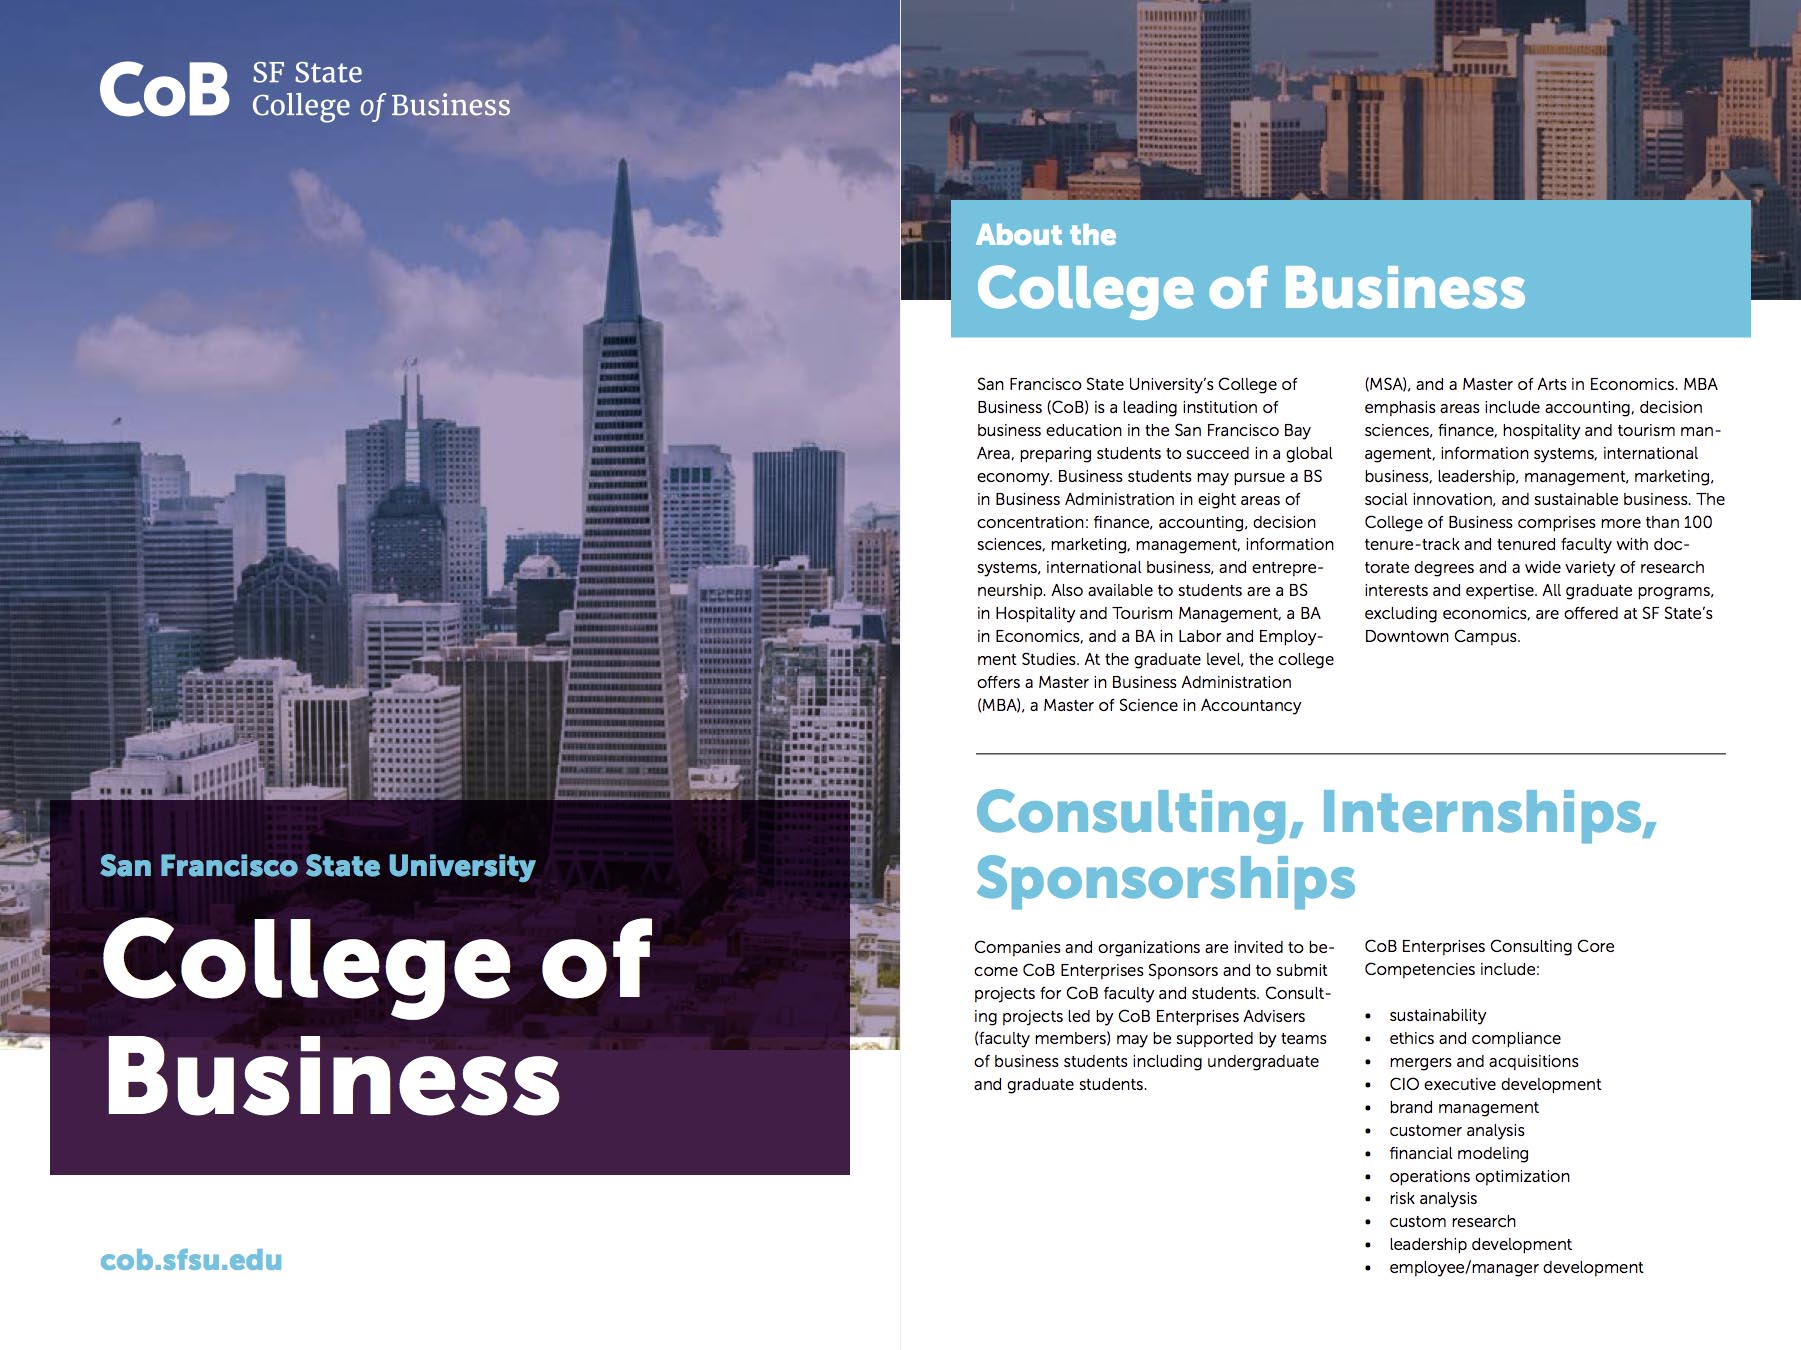 CoB
SF State
College of Business
San Francisco State University
College of
Business
cob.sfsu.edu
About the
College of Business
San Francisco State University’s College of
Business (CoB) is a leading institution of
business education in the San Francisco Bay
Area, preparing students to succeed in a global
economy. Business students may pursue a BS
in Business Administration in eight areas of
concentration: finance, accounting, decision
sciences, marketing, management, information
systems, international business, and entrepre-
neurship. Also available to students are a BS
in Hospitality and Tourism Management, a BA
in Economics, and a BA in Labor and Employ-
ment Studies. At the graduate level, the college
offers a Master in Business Administration
(MBA), a Master of Science in Accountancy
(MSA), and a Master of Arts in Economics. MBA
emphasis areas include accounting, decision
sciences, finance, hospitality and tourism man-
agement, information systems, international
business, leadership, management, marketing,
social innovation, and sustainable business. The
College of Business comprises more than 100
tenure-track and tenured faculty with doc-
torate degrees and a wide variety of research
interests and expertise. All graduate programs,
excluding economics, are offered at SF State’s
Downtown Campus.
Consulting, Internships,
Sponsorships
Companies and organizations are invited to be-
come CoB Enterprises Sponsors and to submit
projects for CoB faculty and students. Consult-
ing projects led by CoB Enterprises Advisers
(faculty members) may be supported by teams
of business students including undergraduate
and graduate students.
CoB Enterprises Consulting Core
Competencies include:
• sustainability
• ethics and compliance
• mergers and acquisitions
• CIO executive development
• brand management
• customer analysis
• financial modeling
• operations optimization
• risk analysis
• custom research
• leadership development
• employee/manager development